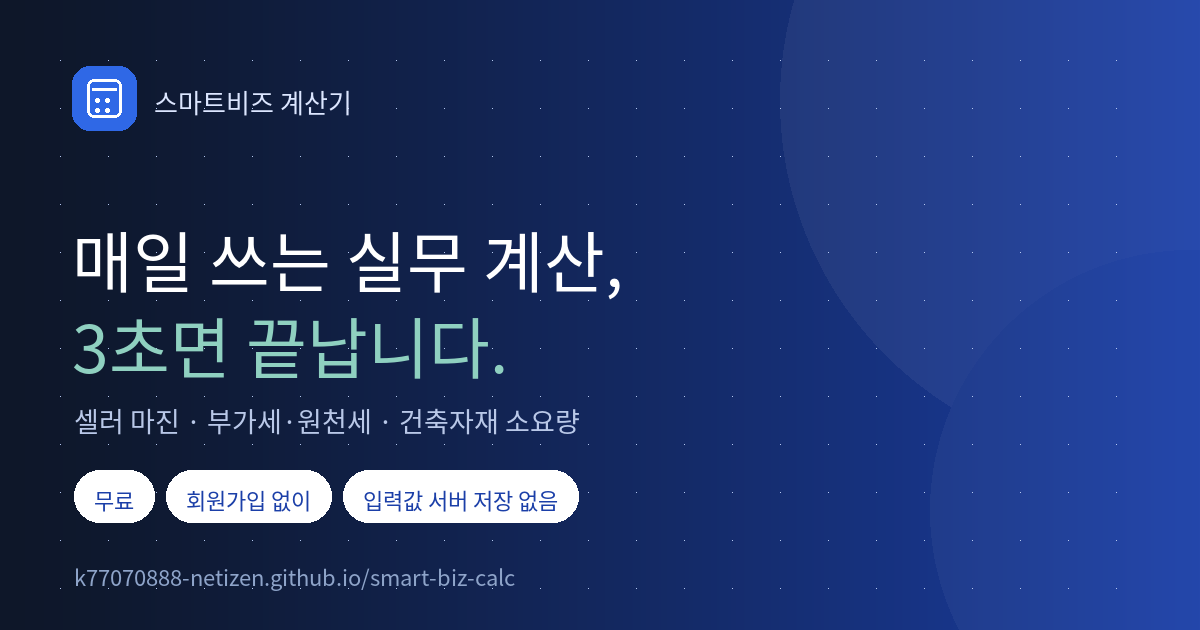 스마트비즈 계산기
매일 쓰는 실무 계산,
3초면 끝납니다.
셀러 마진 · 부가세·원천세 · 건축자재 소요량
무료 회원가입 없이 입력값 서버 저장 없음
k77070888-netizen.github.io/smart-biz-calc